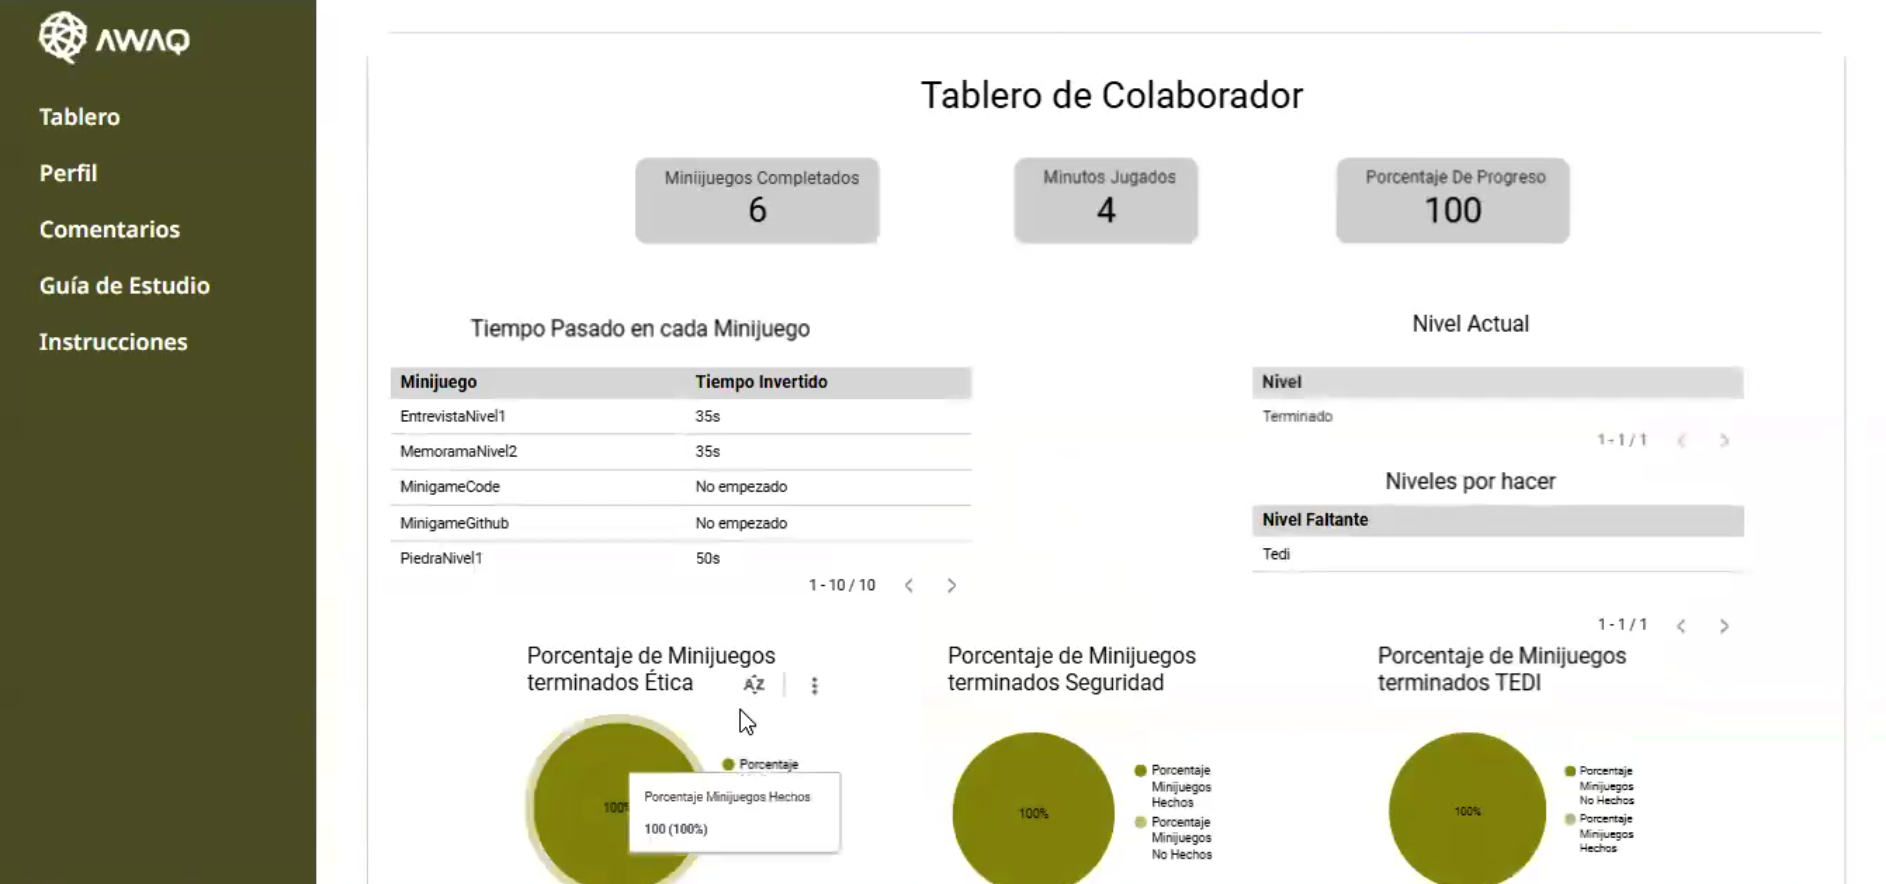 AWAQ
Tablero
Perfil
Comentarios
Guía de Estudio
Instrucciones
Tablero de Colaborador
Miniijuegos Completados
6
Minutos Jugados
4
Porcentaje De Progreso
100
Tiempo Pasado en cada Minijuego
Minijuego Tiempo Invertido
EntrevistaNivel1 35s
MemoramaNivel2 35s
MinigameCode No empezado
MinigameGithub No empezado
PiedraNivel1 50s
1 - 10 / 10
Nivel Actual
Nivel
Terminado
1 - 1 / 1
Niveles por hacer
Nivel Faltante
Tedi
1 - 1 / 1
Porcentaje de Minijuegos
terminados Ética
AZ
100%
Porcentaje
Porcentaje Minijuegos Hechos
100 (100%)
Porcentaje de Minijuegos
terminados Seguridad
100%
Porcentaje
Minijuegos
Hechos
Porcentaje
Minijuegos
No Hechos
Porcentaje de Minijuegos
terminados TEDI
100%
Porcentaje
Minijuegos
No Hechos
Porcentaje
Minijuegos
Hechos